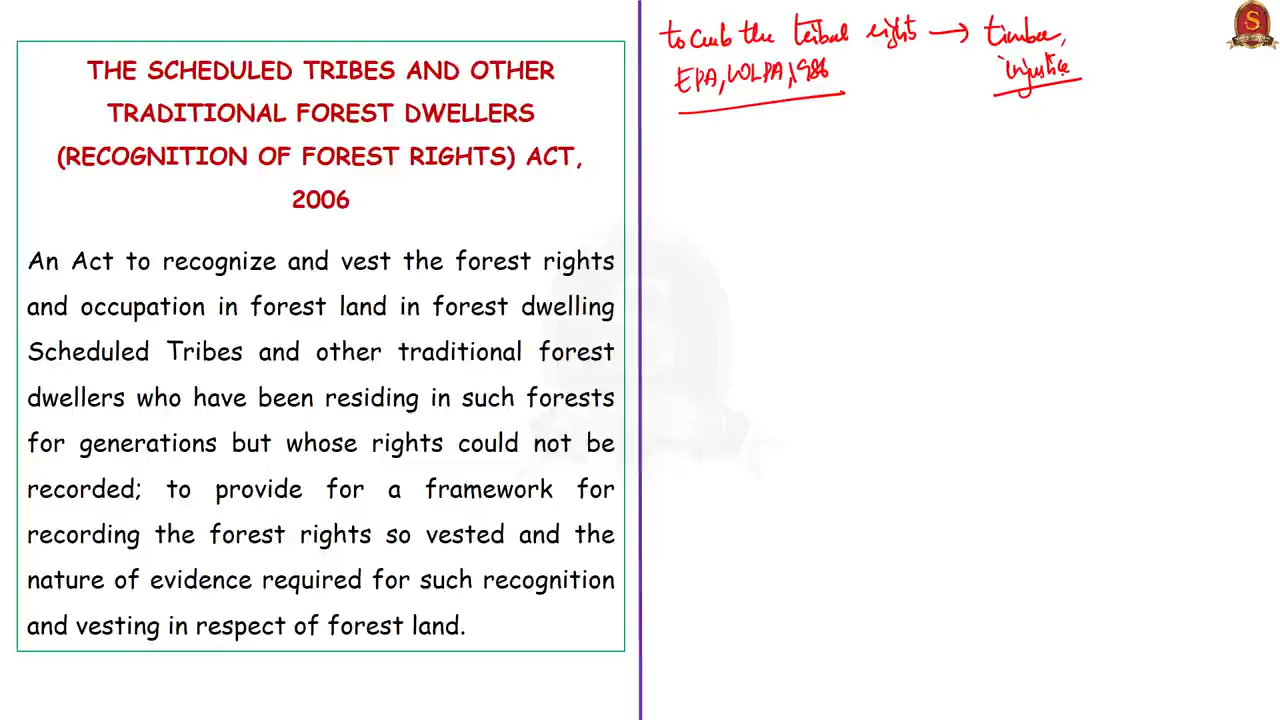 THE SCHEDULED TRIBES AND OTHER
TRADITIONAL FOREST DWELLERS
(RECOGNITION OF FOREST RIGHTS) ACT,
2006
An Act to recognize and vest the forest rights
and occupation in forest land in forest dwelling
Scheduled Tribes and other traditional forest
dwellers who have been residing in such forests
for generations but whose rights could not be
recorded; to provide for a framework for
recording the forest rights so vested and the
nature of evidence required for such recognition
and vesting in respect of forest land.
to Curb the tribal right → timber,
injustice
EPA, WLPA, 1986
S